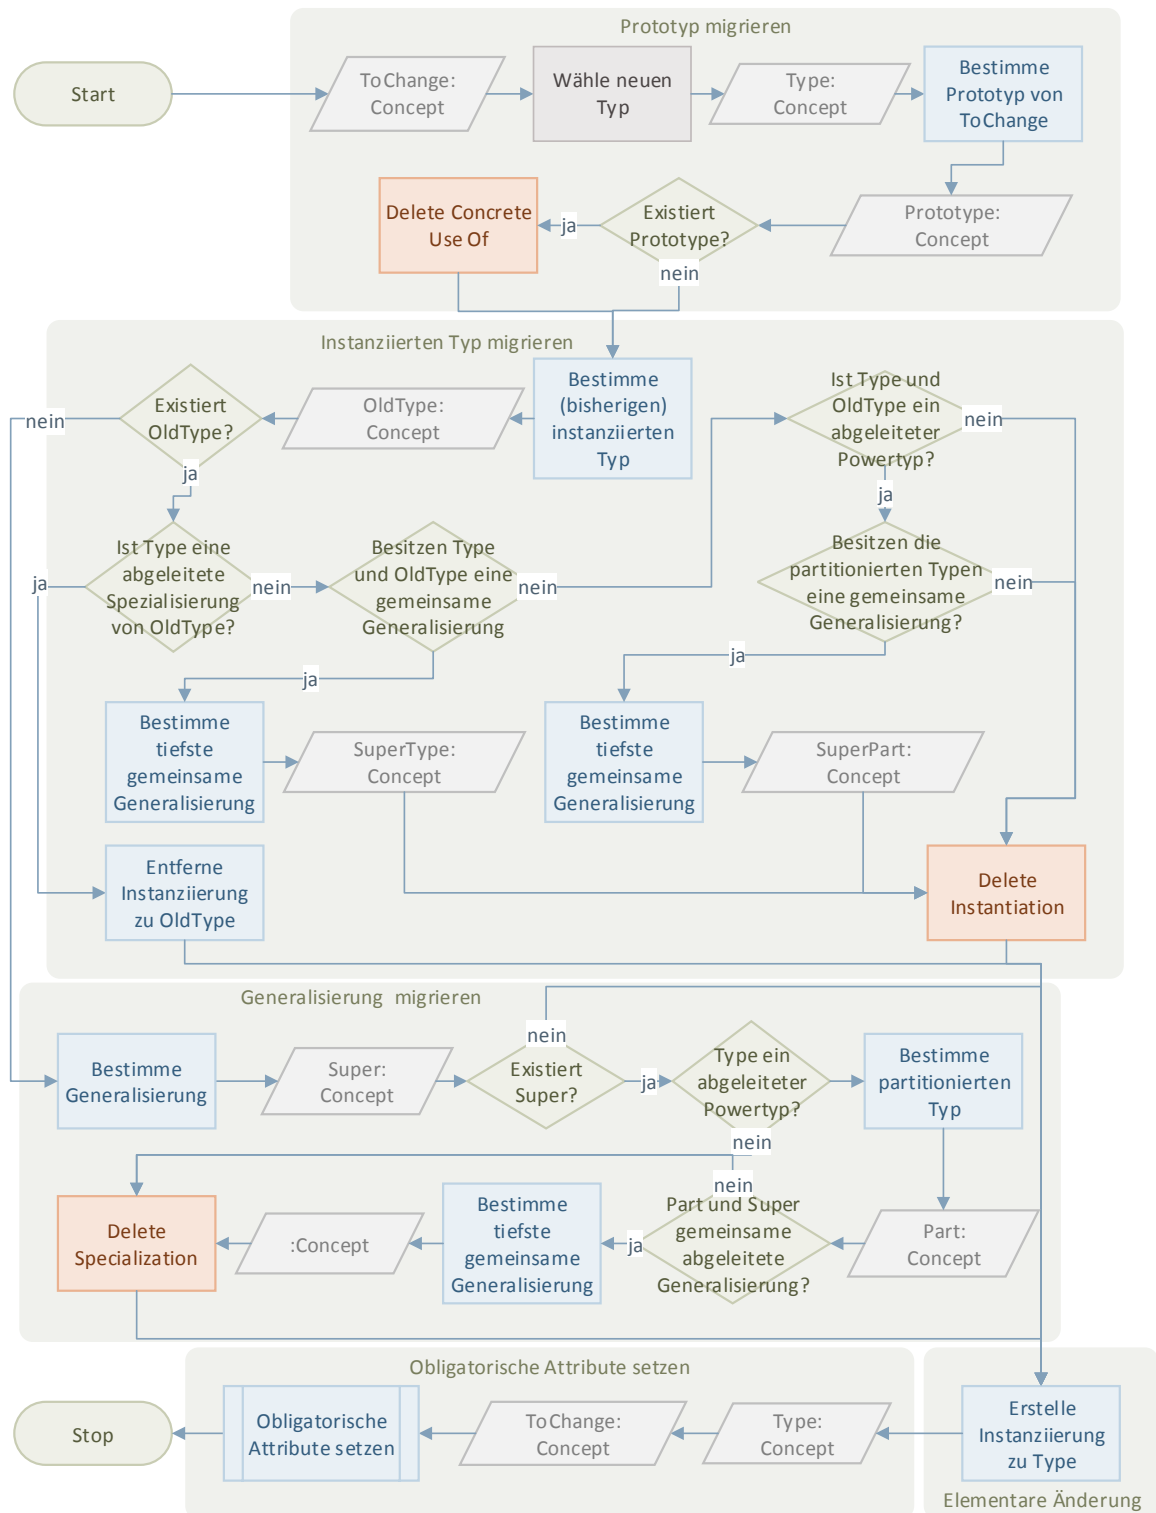 Prototyp migrieren
Start
ToChange:
Concept
Wähle neuen
Typ
Type:
Concept
Bestimme
Prototyp von
ToChange
Delete Concrete
Use Of
ja
Existiert
Prototype?
nein
Prototype:
Concept
Instanziierten Typ migrieren
nein
Existiert
OldType?
ja
OldType:
Concept
Bestimme
(bisherigen)
instanziierten
Typ
Ist Type und
OldType ein
abgeleiteter
Powertyp?
nein
ja
ja
Ist Type eine
abgeleitete
Spezialisierung
von OldType?
nein
Besitzen Type
und OldType eine
gemeinsame
Generalisierung
nein
Besitzen die
partitionierten Typen
eine gemeinsame
Generalisierung?
nein
ja
ja
Bestimme
tiefste
gemeinsame
Generalisierung
SuperType:
Concept
Bestimme
tiefste
gemeinsame
Generalisierung
SuperPart:
Concept
Entferne
Instanziierung
zu OldType
Delete
Instantiation
Generalisierung migrieren
Bestimme
Generalisierung
Super:
Concept
nein
Existiert
Super?
ja
Type ein
abgeleiteter
Powertyp?
nein
Bestimme
partitionierten
Typ
Delete
Specialization
:Concept
Bestimme
tiefste
gemeinsame
Generalisierung
ja
nein
Part und Super
gemeinsame
abgeleitete
Generalisierung?
Part:
Concept
Obligatorische Attribute setzen
Stop
Obligatorische
Attribute setzen
ToChange:
Concept
Type:
Concept
Erstelle
Instanziierung
zu Type
Elementare Änderung